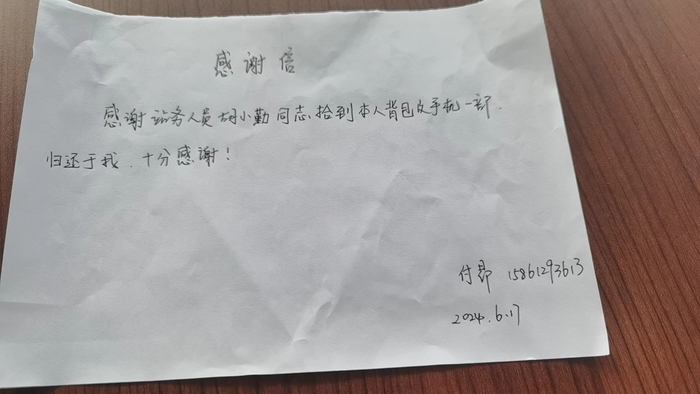 感谢信
感谢站务人员胡小勤同志拾到本人背包及手机一部.
归还于我.十分感谢!
付昂 15861293613
2024.6.17